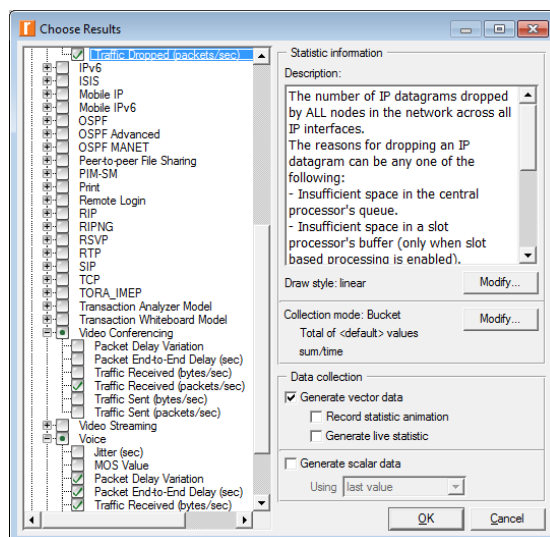 Choose Results
Traffic Dropped (packets/sec)
IPv6
ISIS
Mobile IP
Mobile IPv6
OSPF
OSPF Advanced
OSPF MANET
Peer-to-peer File Sharing
PIM-SM
Print
Remote Login
RIP
RIPNG
RSVP
RTP
SIP
TCP
TORA_IMEP
Transaction Analyzer Model
Transaction Whiteboard Model
Video Conferencing
Packet Delay Variation
Packet End-to-End Delay (sec)
Traffic Received (bytes/sec)
Traffic Received (packets/sec)
Traffic Sent (bytes/sec)
Traffic Sent (packets/sec)
Video Streaming
Voice
Jitter (sec)
MOS Value
Packet Delay Variation
Packet End-to-End Delay (sec)
Traffic Received (bytes/sec)
Statistic information
Description:
The number of IP datagrams dropped
by ALL nodes in the network across all
IP interfaces.
The reasons for dropping an IP
datagram can be any one of the
following:
- Insufficient space in the central
processor's queue.
- Insufficient space in a slot
processor's buffer (only when slot
based processing is enabled).
Draw style: linear
Modify...
Collection mode: Bucket
Modify...
Total of <default> values
sum/time
Data collection
Generate vector data
Record statistic animation
Generate live statistic
Generate scalar data
Using last value
OK
Cancel